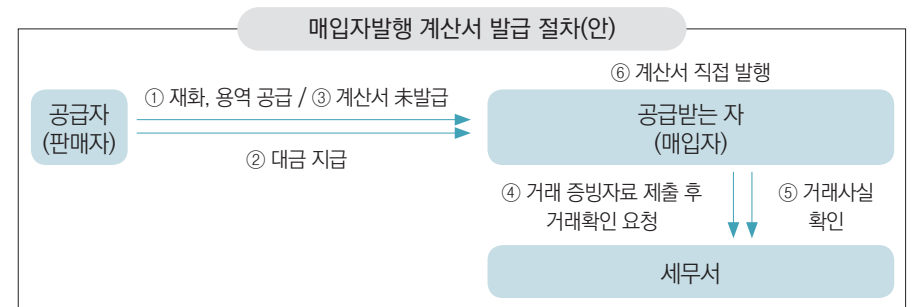 매입자발행 계산서 발급 절차(안)
⑥ 계산서 직접 발행
공급자
(판매자)
① 재화, 용역 공급 / ③ 계산서 未발급
② 대금 지급
공급받는 자
(매입자)
④ 거래 증빙자료 제출 후
거래확인 요청
⑤ 거래사실
확인
세무서